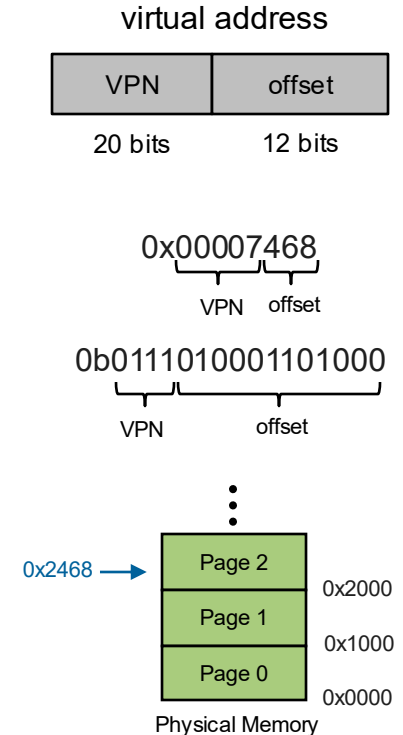 virtual address
VPN offset
20 bits 12 bits
0x00007468
VPN offset
0b0111010001101000
VPN offset
0x2468
Page 2
0x2000
Page 1
0x1000
Page 0
0x0000
Physical Memory